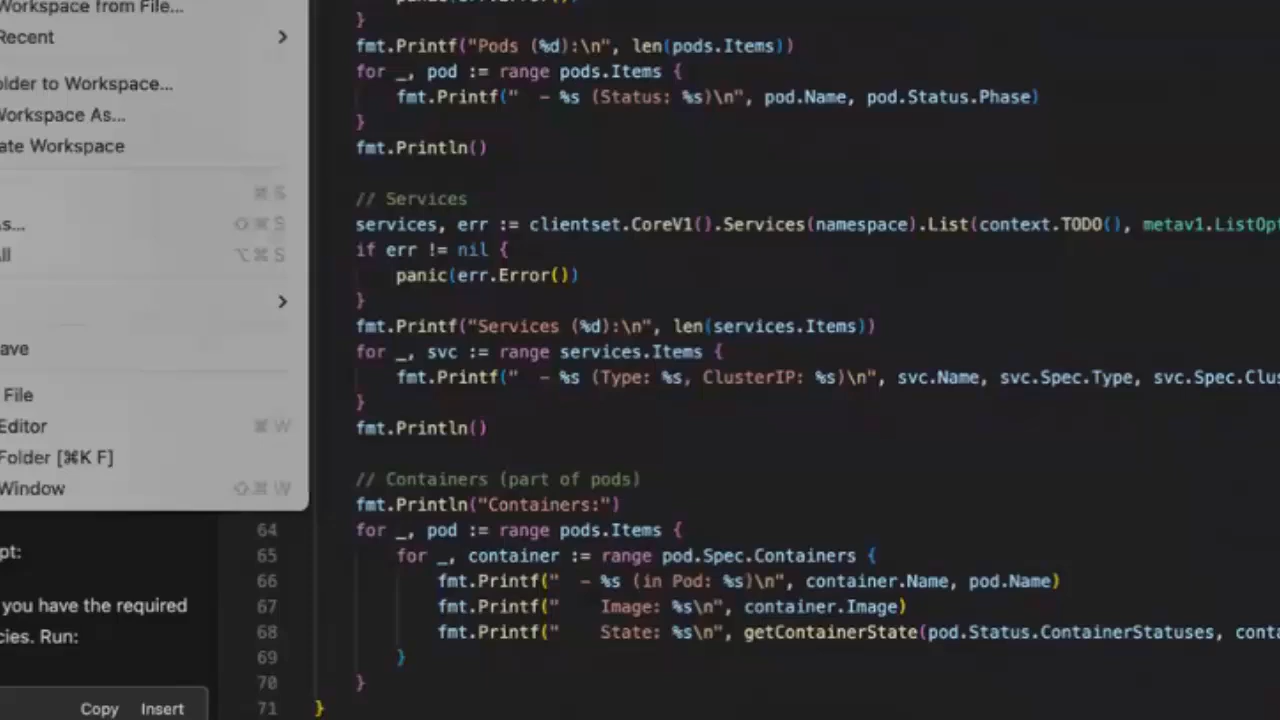 Workspace from File...
Recent
older to Workspace...
Workspace As...
ate Workspace
⌘ S
s... ⇧ ⌘ S
ll ⌥ ⌘ S
ave
File
Editor ⌘ W
Folder [⌘K F]
Window ⇧ ⌘ W
pt:
you have the required
cies. Run:
Copy Insert
}
fmt.Printf("Pods (%d):\n", len(pods.Items))
for _, pod := range pods.Items {
fmt.Printf("  - %s (Status: %s)\n", pod.Name, pod.Status.Phase)
}
fmt.Println()
// Services
services, err := clientset.CoreV1().Services(namespace).List(context.TODO(), metav1.ListOpt
if err != nil {
panic(err.Error())
}
fmt.Printf("Services (%d):\n", len(services.Items))
for _, svc := range services.Items {
fmt.Printf("  - %s (Type: %s, ClusterIP: %s)\n", svc.Name, svc.Spec.Type, svc.Spec.Clus
}
fmt.Println()
// Containers (part of pods)
fmt.Println("Containers:")
64 for _, pod := range pods.Items {
65 for _, container := range pod.Spec.Containers {
66 fmt.Printf("  - %s (in Pod: %s)\n", container.Name, pod.Name)
67 fmt.Printf("    Image: %s\n", container.Image)
68 fmt.Printf("    State: %s\n", getContainerState(pod.Status.ContainerStatuses, conta
69 }
70 }
71 }